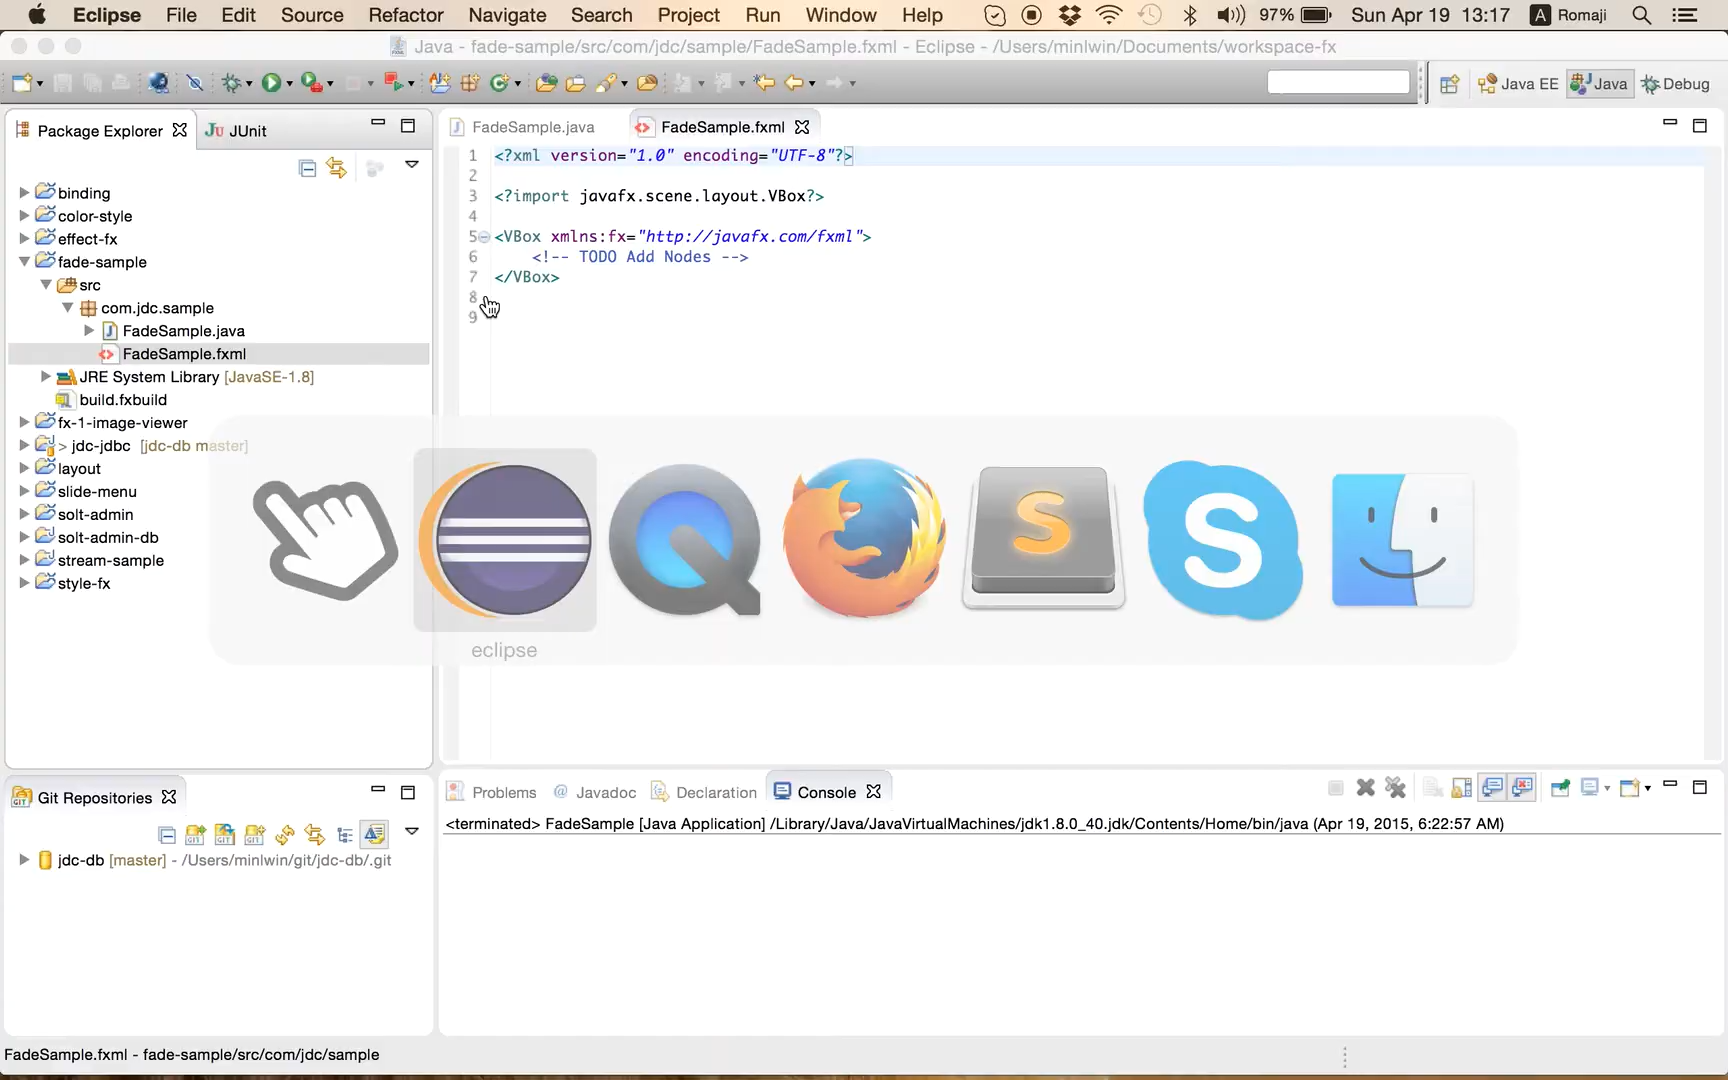 Eclipse File Edit Source Refactor Navigate Search Project Run Window Help 97% Sun Apr 19 13:17 A Romaji
Java - fade-sample/src/com/jdc/sample/FadeSample.fxml - Eclipse - /Users/minlwin/Documents/workspace-fx
Java EE Java Debug
Package Explorer JUnit
binding
color-style
effect-fx
fade-sample
src
com.jdc.sample
FadeSample.java
FadeSample.fxml
JRE System Library [JavaSE-1.8]
build.fxbuild
fx-1-image-viewer
> jdc-jdbc [jdc-db master]
layout
slide-menu
solt-admin
solt-admin-db
stream-sample
style-fx
FadeSample.java FadeSample.fxml
1 <?xml version="1.0" encoding="UTF-8"?>
2
3 <?import javafx.scene.layout.VBox?>
4
5 <VBox xmlns:fx="http://javafx.com/fxml">
6 <!-- TODO Add Nodes -->
7 </VBox>
8
9
eclipse
Git Repositories
jdc-db [master] - /Users/minlwin/git/jdc-db/.git
Problems Javadoc Declaration Console
<terminated> FadeSample [Java Application] /Library/Java/JavaVirtualMachines/jdk1.8.0_40.jdk/Contents/Home/bin/java (Apr 19, 2015, 6:22:57 AM)
FadeSample.fxml - fade-sample/src/com/jdc/sample